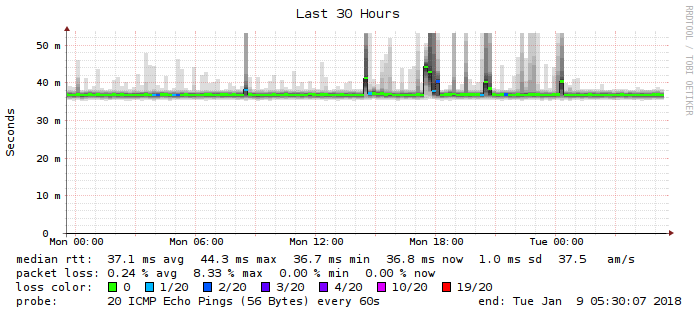 Last 30 Hours
RRDTOOL / TOBI OETIKER
Seconds
50 m
40 m
30 m
20 m
10 m
0
Mon 00:00 Mon 06:00 Mon 12:00 Mon 18:00 Tue 00:00
median rtt: 37.1 ms avg 44.3 ms max 36.7 ms min 36.8 ms now 1.0 ms sd 37.5 am/s
packet loss: 0.24 % avg 8.33 % max 0.00 % min 0.00 % now
loss color: 0 1/20 2/20 3/20 4/20 10/20 19/20
probe: 20 ICMP Echo Pings (56 Bytes) every 60s end: Tue Jan 9 05:30:07 2018